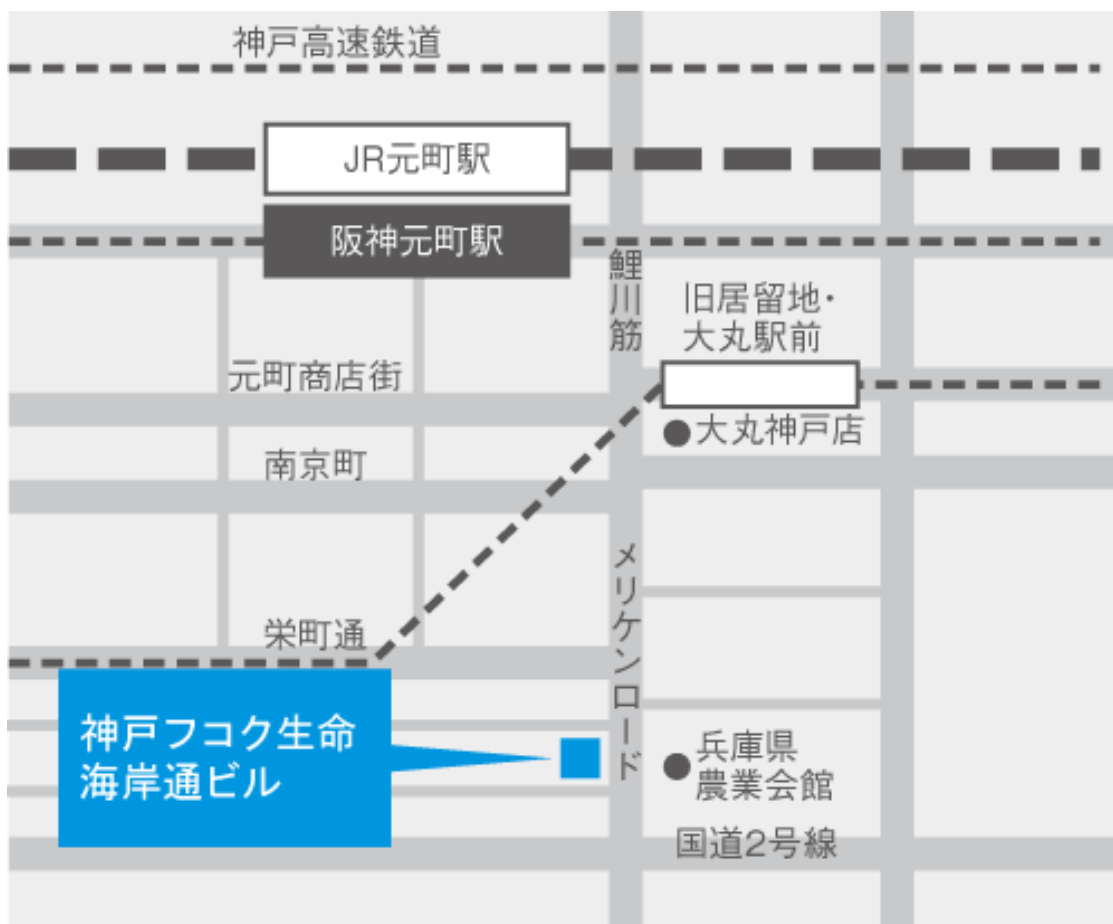 神戸高速鉄道
JR元町駅
阪神元町駅
鯉川筋
旧居留地・
大丸駅前
元町商店街
大丸神戸店
南京町
メリケンロード
栄町通
神戸フコク生命
海岸通ビル
兵庫県
農業会館
国道2号線